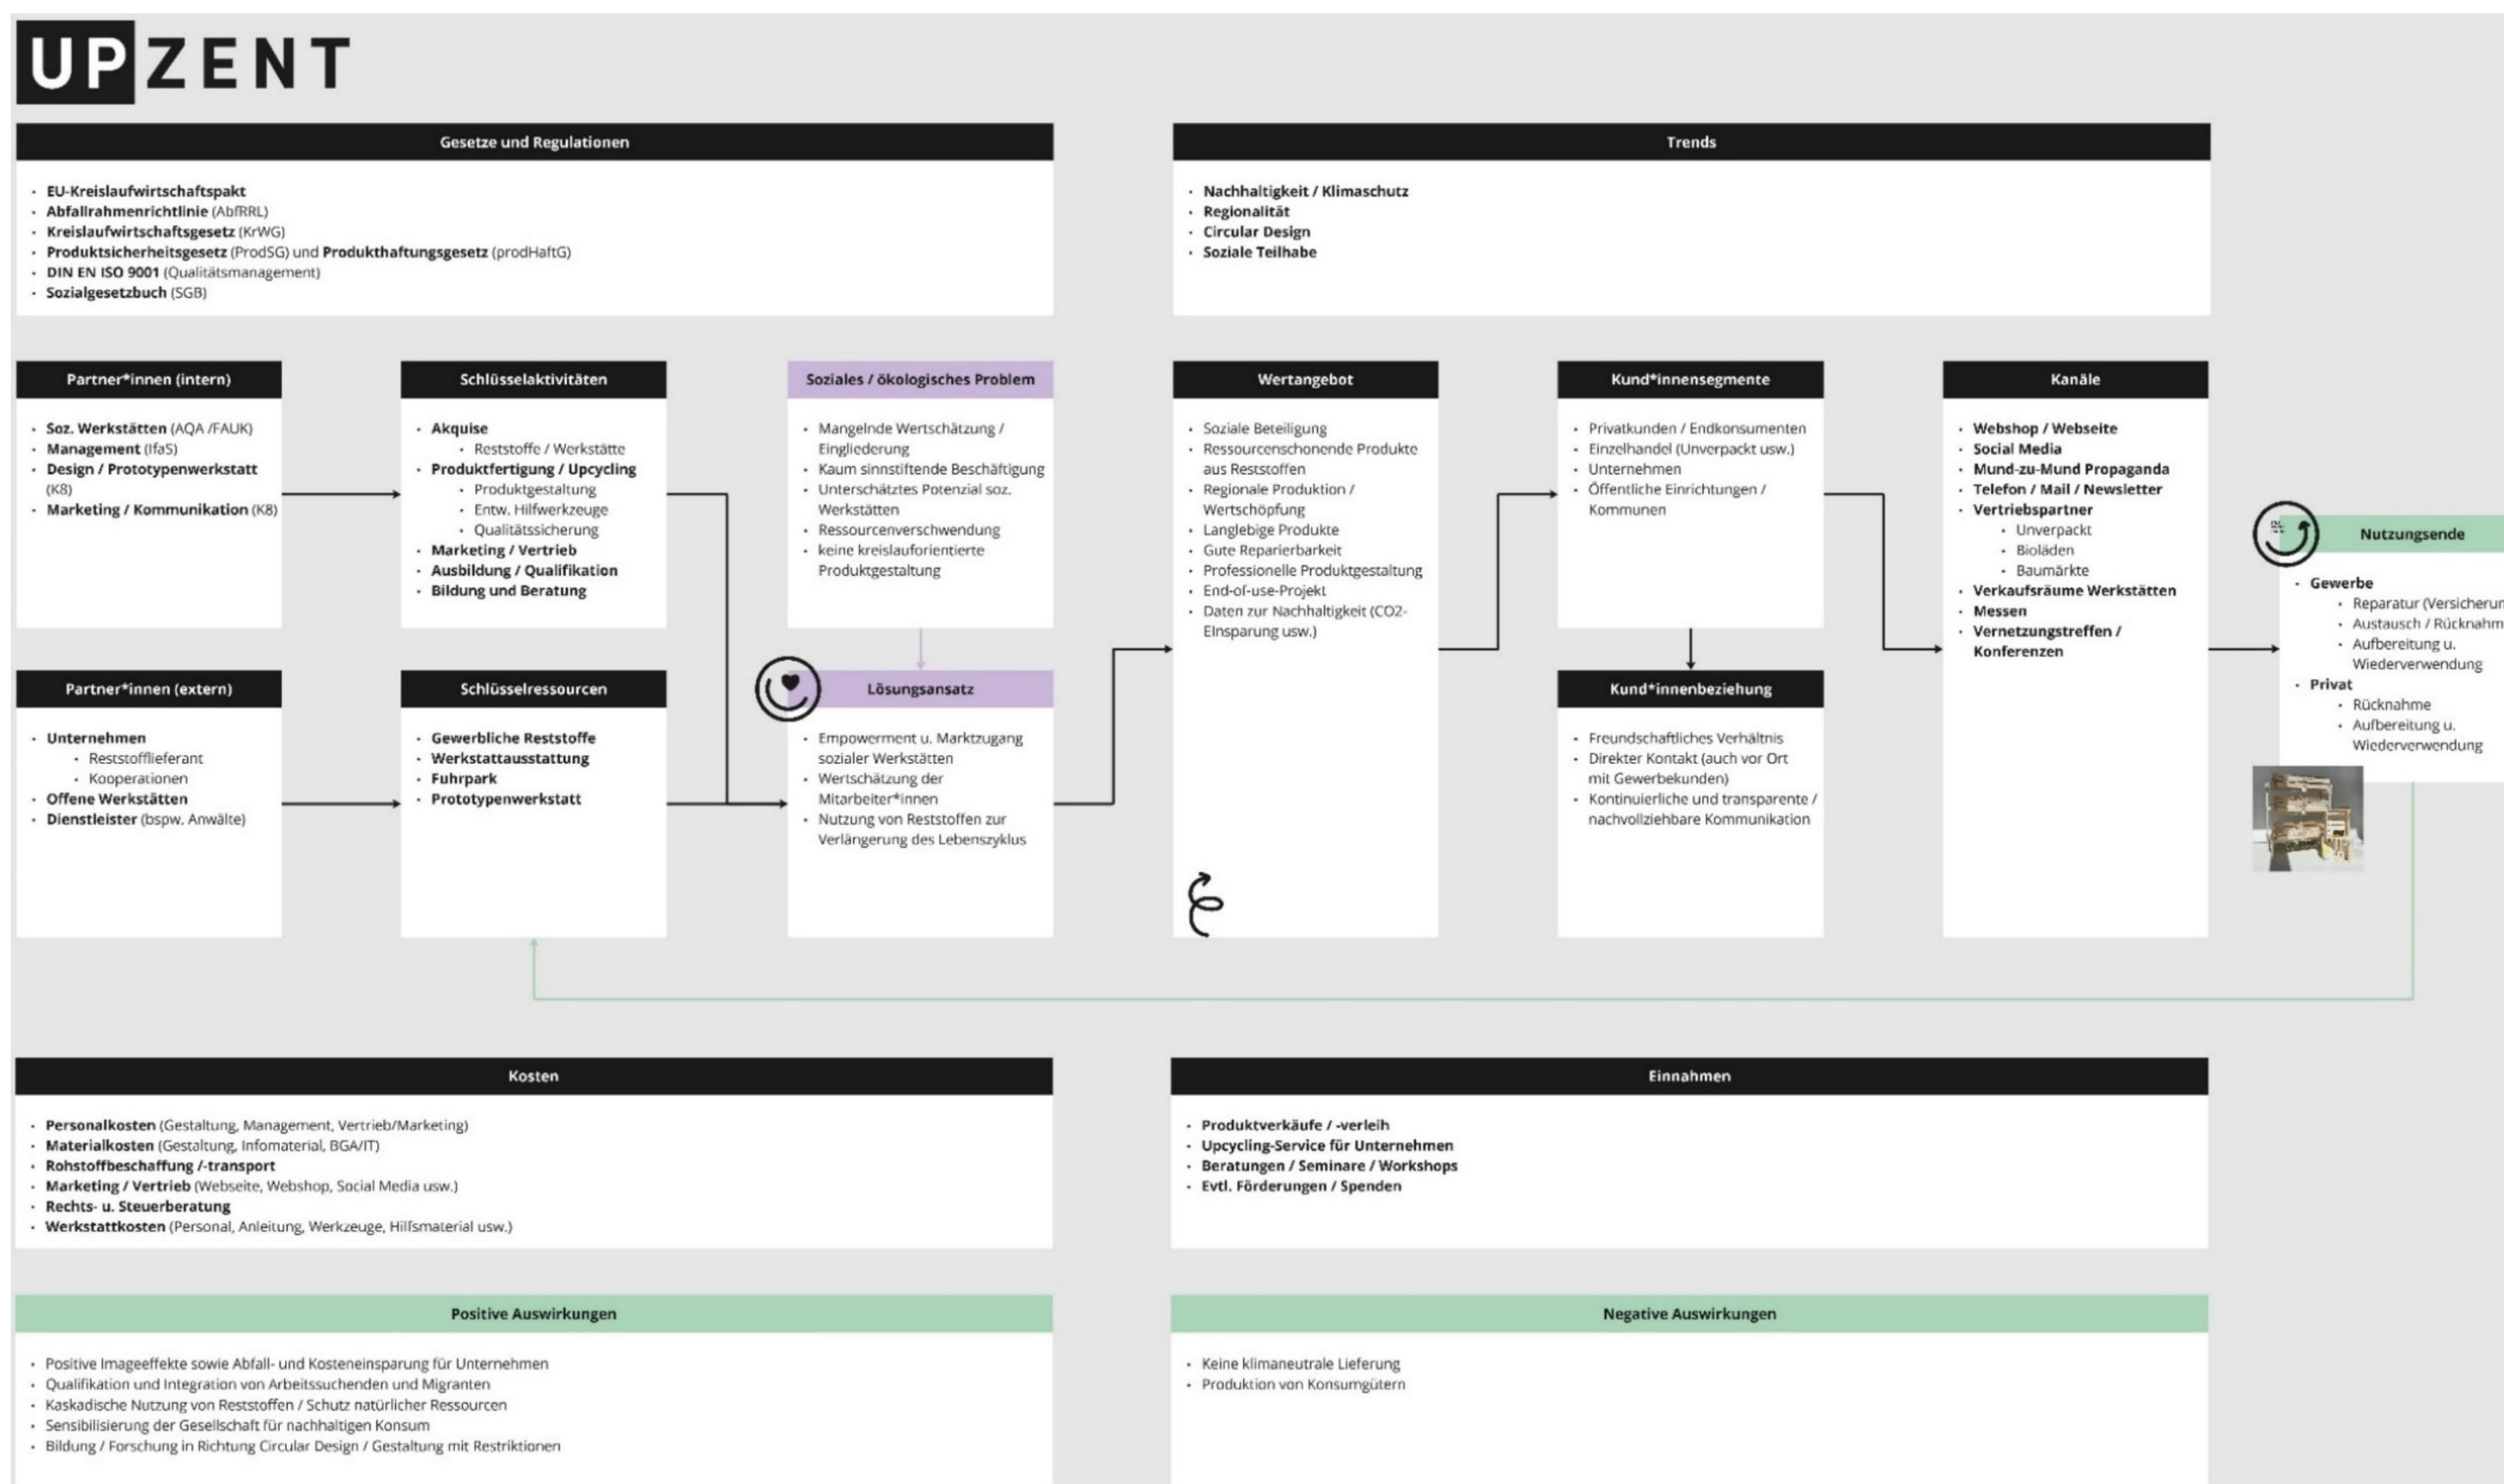 UPZENT
Gesetze und Regulationen
· EU-Kreislaufwirtschaftspakt
· Abfallrahmenrichtlinie (AbfRRL)
· Kreislaufwirtschaftsgesetz (KrWG)
· Produktsicherheitsgesetz (ProdSG) und Produkthaftungsgesetz (prodHaftG)
· DIN EN ISO 9001 (Qualitätsmanagement)
· Sozialgesetzbuch (SGB)
Trends
· Nachhaltigkeit / Klimaschutz
· Regionalität
· Circular Design
· Soziale Teilhabe
Partner*innen (intern)
· Soz. Werkstätten (AQA /FAUK)
· Management (IfaS)
· Design / Prototypenwerkstatt
(K8)
· Marketing / Kommunikation (K8)
Partner*innen (extern)
· Unternehmen
· Reststofflieferant
· Kooperationen
· Offene Werkstätten
· Dienstleister (bspw. Anwälte)
Schlüsselaktivitäten
· Akquise
· Reststoffe / Werkstätte
· Produktfertigung / Upcycling
· Produktgestaltung
· Entw. Hilfwerkzeuge
· Qualitätssicherung
· Marketing / Vertrieb
· Ausbildung / Qualifikation
· Bildung und Beratung
Schlüsselressourcen
· Gewerbliche Reststoffe
· Werkstattausstattung
· Fuhrpark
· Prototypenwerkstatt
Soziales / ökologisches Problem
· Mangelnde Wertschätzung /
Eingliederung
· Kaum sinnstiftende Beschäftigung
· Unterschätztes Potenzial soz.
Werkstätten
· Ressourcenverschwendung
· keine kreislauforientierte
Produktgestaltung
Lösungsansatz
· Empowerment u. Marktzugang
sozialer Werkstätten
· Wertschätzung der
Mitarbeiter*innen
· Nutzung von Reststoffen zur
Verlängerung des Lebenszyklus
Wertangebot
· Soziale Beteiligung
· Ressourcenschonende Produkte
aus Reststoffen
· Regionale Produktion /
Wertschöpfung
· Langlebige Produkte
· Gute Reparierbarkeit
· Professionelle Produktgestaltung
· End-of-use-Projekt
· Daten zur Nachhaltigkeit (CO2-
EInsparung usw.)
Kund*innensegmente
· Privatkunden / Endkonsumenten
· Einzelhandel (Unverpackt usw.)
· Unternehmen
· Öffentliche Einrichtungen /
Kommunen
Kund*innenbeziehung
· Freundschaftliches Verhältnis
· Direkter Kontakt (auch vor Ort
mit Gewerbekunden)
· Kontinuierliche und transparente /
nachvollziehbare Kommunikation
Kanäle
· Webshop / Webseite
· Social Media
· Mund-zu-Mund Propaganda
· Telefon / Mail / Newsletter
· Vertriebspartner
· Unverpackt
· Bioläden
· Baumärkte
· Verkaufsräume Werkstätten
· Messen
· Vernetzungstreffen /
Konferenzen
Nutzungsende
· Gewerbe
· Reparatur (Versicherun
· Austausch / Rücknahm
· Aufbereitung u.
Wiederverwendung
· Privat
· Rücknahme
· Aufbereitung u.
Wiederverwendung
Kosten
· Personalkosten (Gestaltung, Management, Vertrieb/Marketing)
· Materialkosten (Gestaltung, Infomaterial, BGA/IT)
· Rohstoffbeschaffung /-transport
· Marketing / Vertrieb (Webseite, Webshop, Social Media usw.)
· Rechts- u. Steuerberatung
· Werkstattkosten (Personal, Anleitung, Werkzeuge, Hilfsmaterial usw.)
Einnahmen
· Produktverkäufe / -verleih
· Upcycling-Service für Unternehmen
· Beratungen / Seminare / Workshops
· Evtl. Förderungen / Spenden
Positive Auswirkungen
· Positive Imageeffekte sowie Abfall- und Kosteneinsparung für Unternehmen
· Qualifikation und Integration von Arbeitssuchenden und Migranten
· Kaskadische Nutzung von Reststoffen / Schutz natürlicher Ressourcen
· Sensibilisierung der Gesellschaft für nachhaltigen Konsum
· Bildung / Forschung in Richtung Circular Design / Gestaltung mit Restriktionen
Negative Auswirkungen
· Keine klimaneutrale Lieferung
· Produktion von Konsumgütern